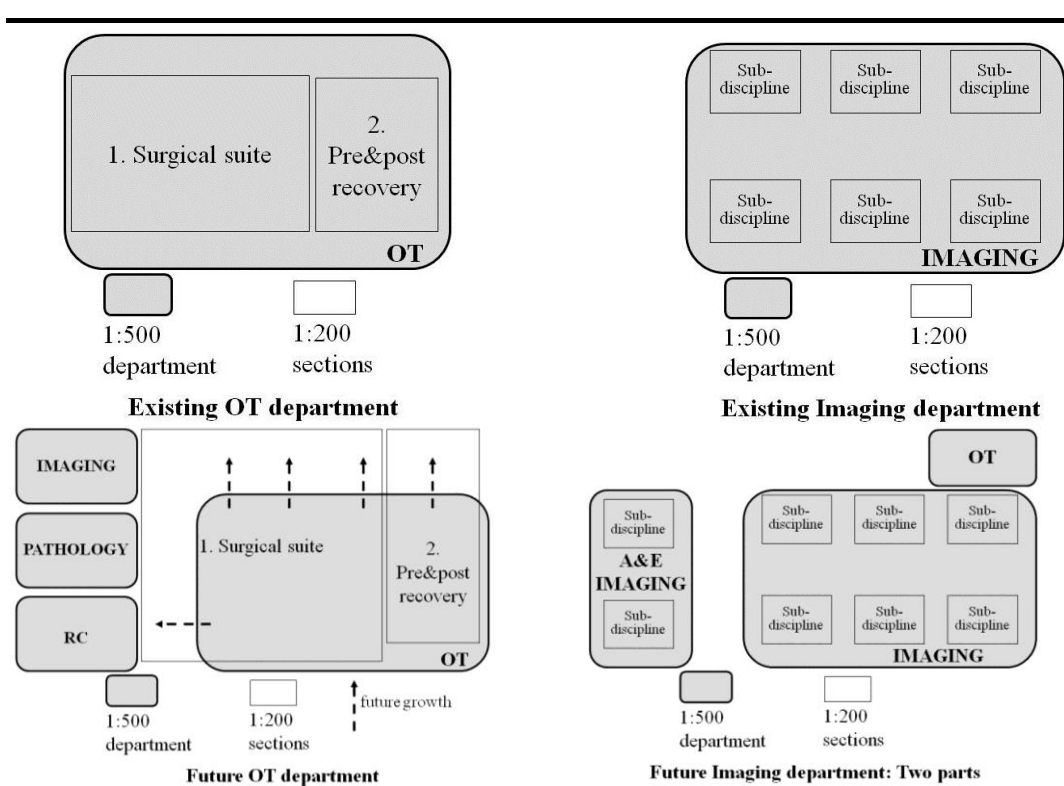 1. Surgical suite
2.
Pre&post
recovery
OT
1:500
department
1:200
sections
Existing OT department
Sub-
discipline
Sub-
discipline
Sub-
discipline
Sub-
discipline
Sub-
discipline
Sub-
discipline
IMAGING
1:500
department
1:200
sections
Existing Imaging department
IMAGING
PATHOLOGY
RC
1. Surgical suite
2.
Pre&post
recovery
OT
1:500
department
1:200
sections
future growth
Future OT department
OT
Sub-
discipline
A&E
IMAGING
Sub-
discipline
Sub-
discipline
Sub-
discipline
Sub-
discipline
Sub-
discipline
Sub-
discipline
Sub-
discipline
IMAGING
1:500
department
1:200
sections
Future Imaging department: Two parts